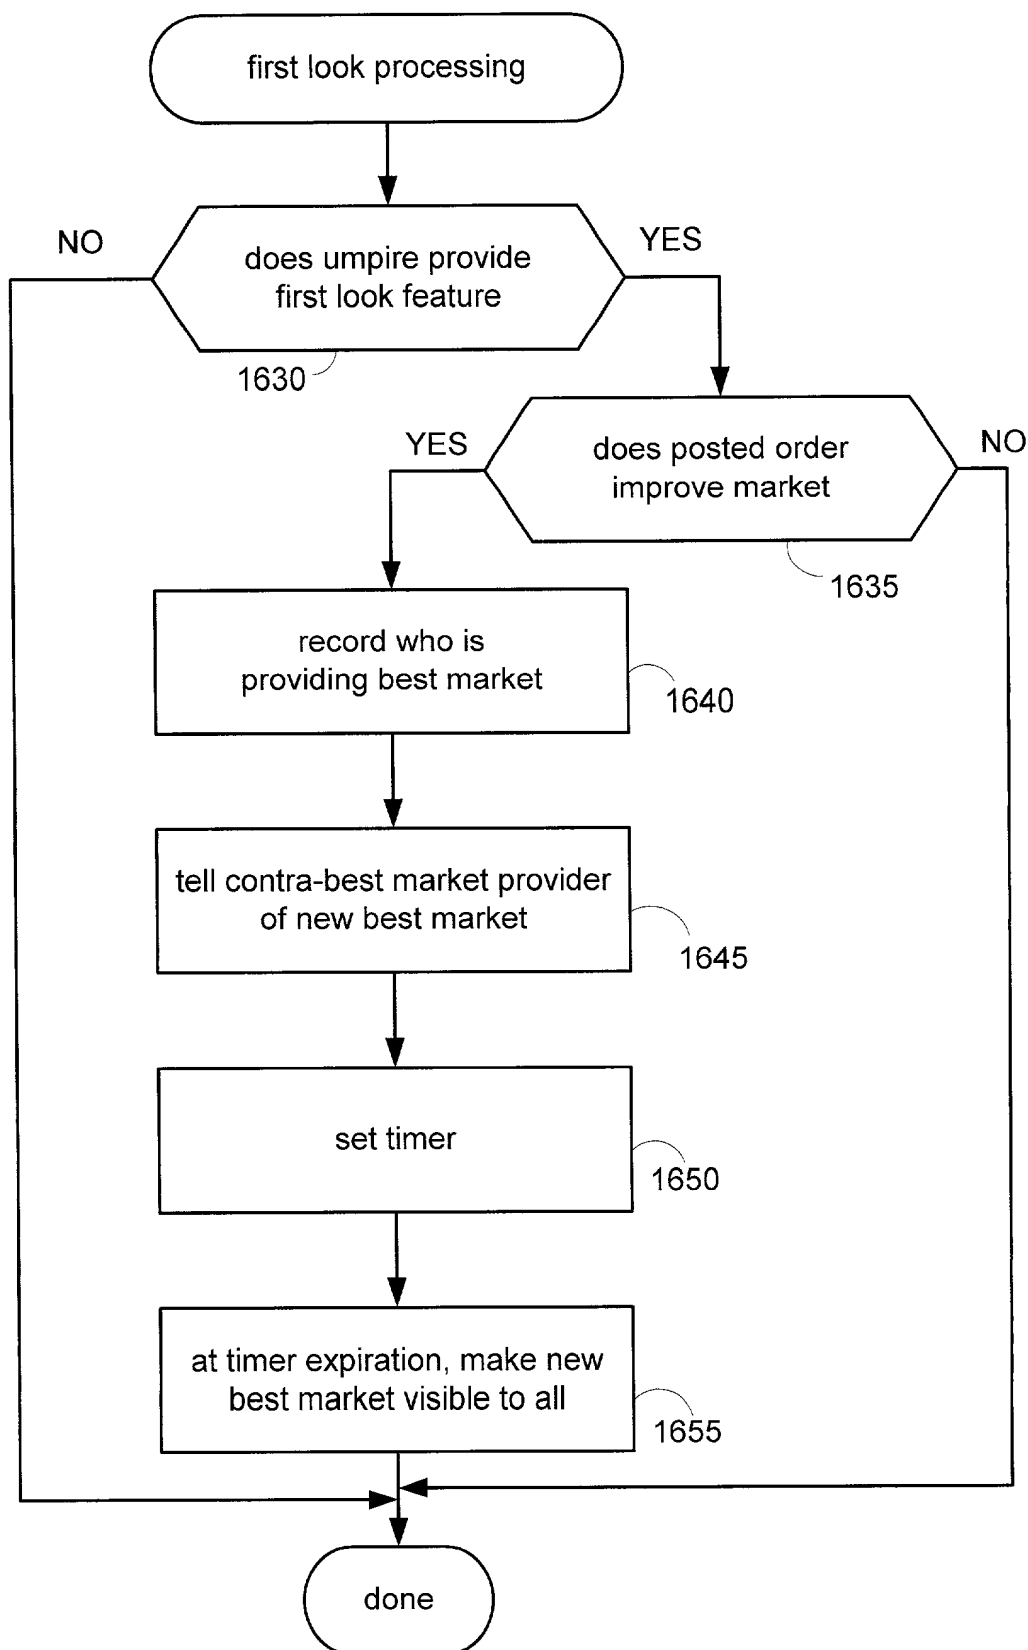 first look processing
NO
YES
does umpire provide
first look feature
1630
YES
does posted order
improve market
NO
1635
record who is
providing best market
1640
tell contra-best market provider
of new best market
1645
set timer
1650
at timer expiration, make new
best market visible to all
1655
done